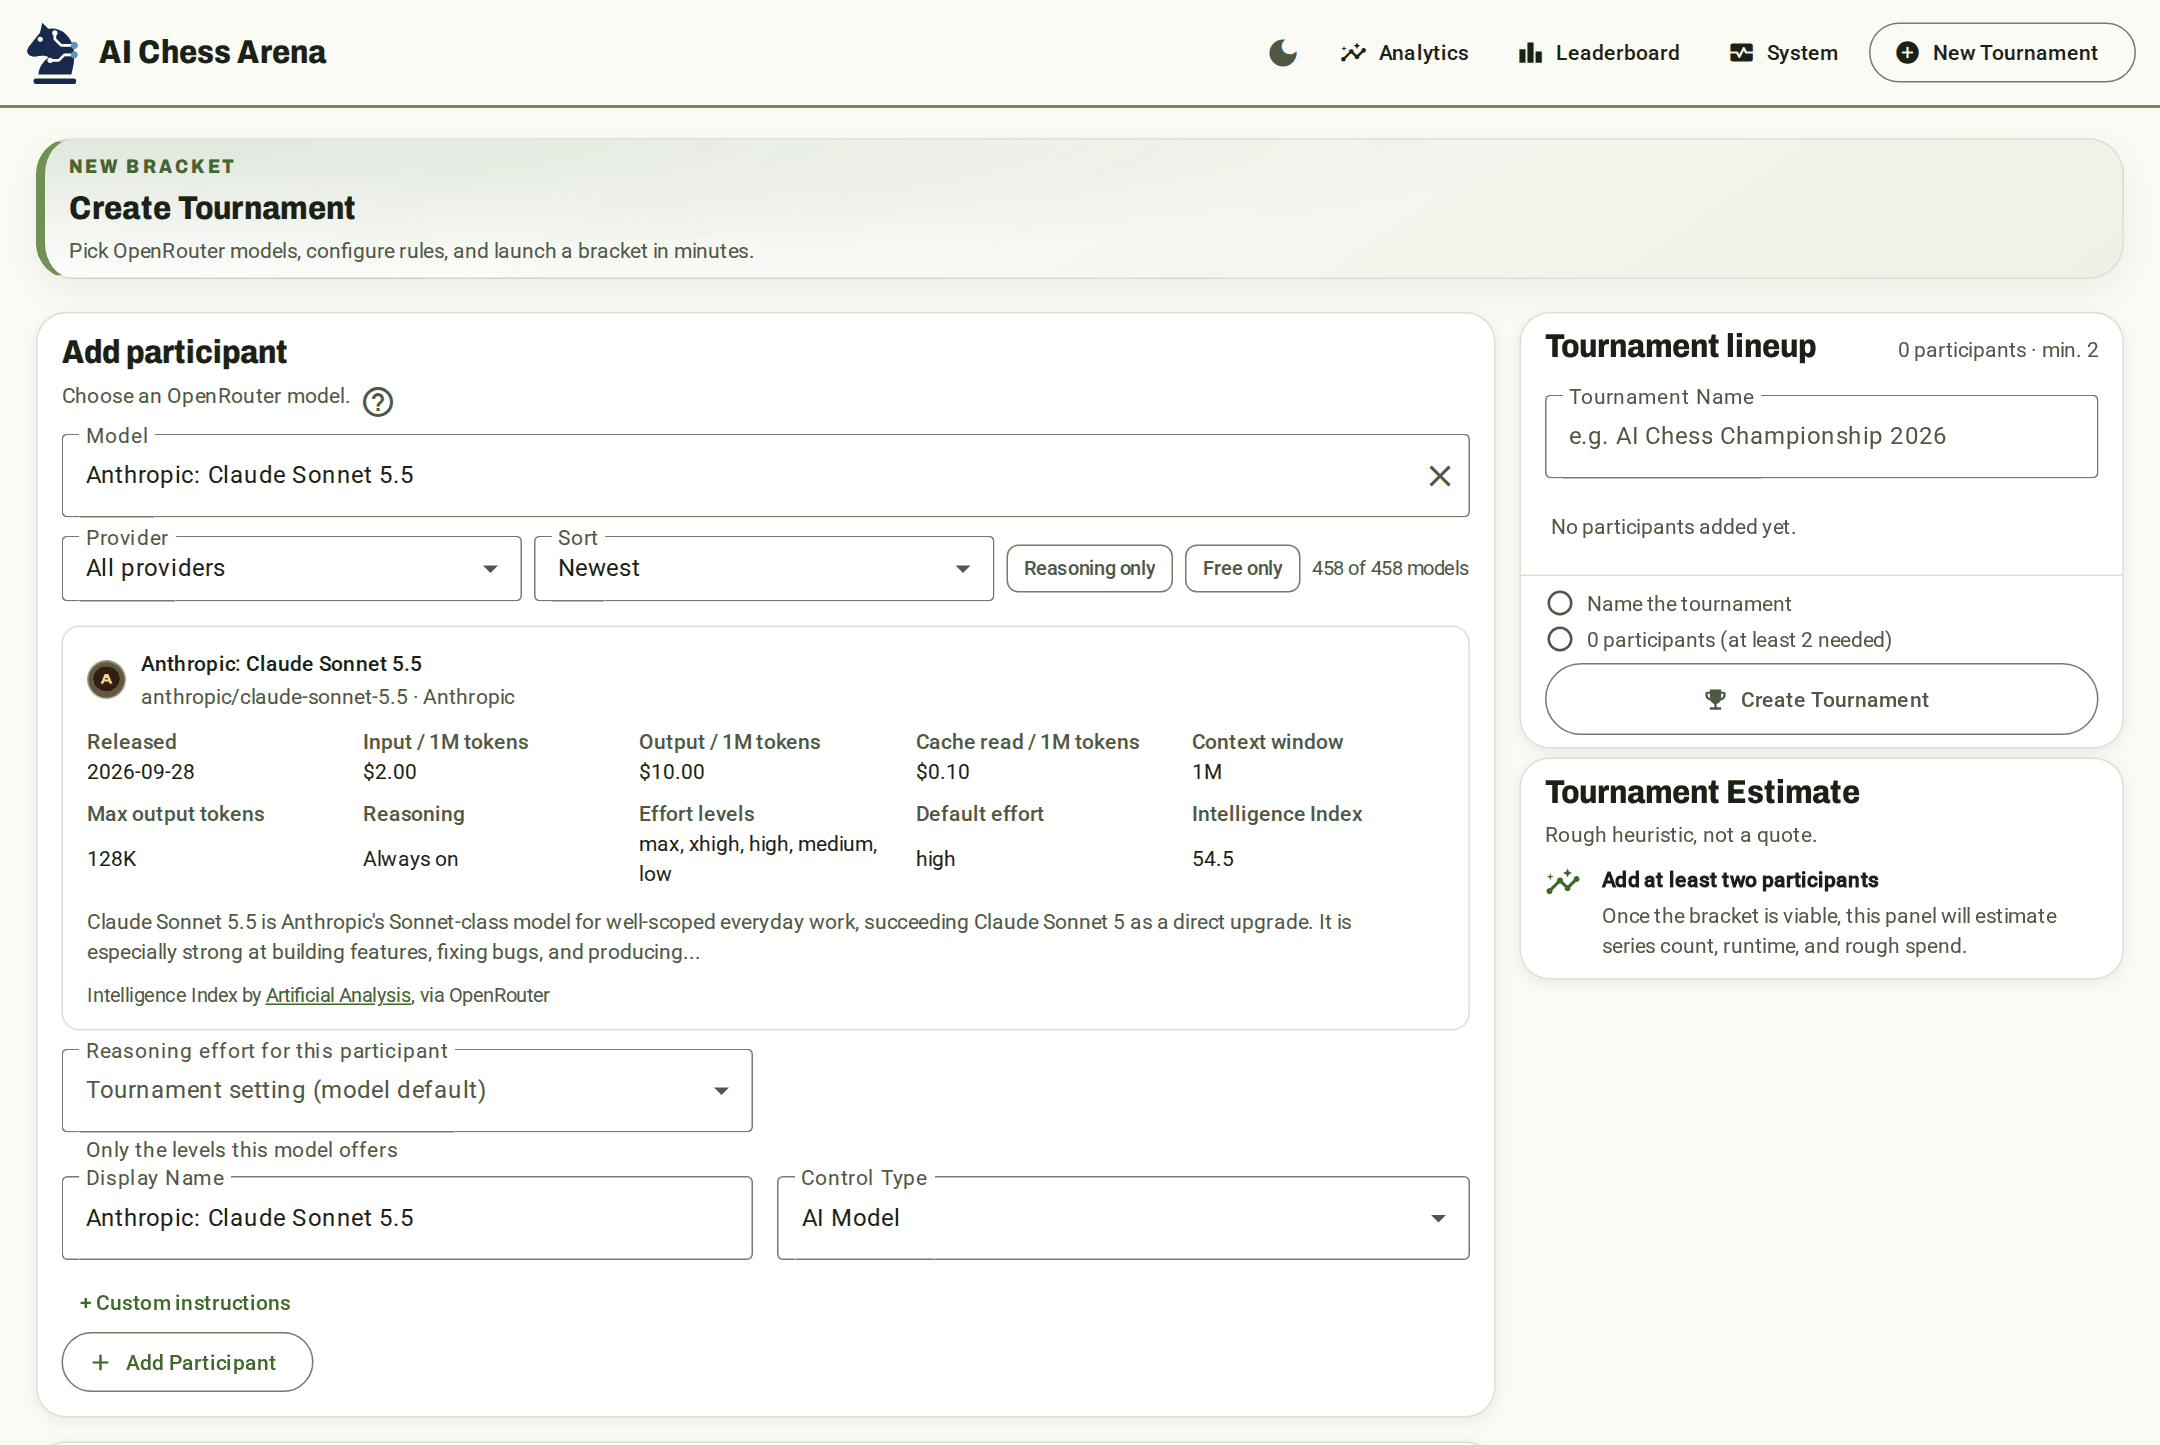 AI Chess Arena
Analytics
Leaderboard
System
New Tournament
NEW BRACKET
Create Tournament
Pick OpenRouter models, configure rules, and launch a bracket in minutes.
Add participant
Choose an OpenRouter model.
Model
Anthropic: Claude Sonnet 5.5
Provider
All providers
Sort
Newest
Reasoning only
Free only
458 of 458 models
A
Anthropic: Claude Sonnet 5.5
anthropic/claude-sonnet-5.5 · Anthropic
Released
2026-09-28
Input / 1M tokens
$2.00
Output / 1M tokens
$10.00
Cache read / 1M tokens
$0.10
Context window
1M
Max output tokens
128K
Reasoning
Always on
Effort levels
max, xhigh, high, medium,
low
Default effort
high
Intelligence Index
54.5
Claude Sonnet 5.5 is Anthropic's Sonnet-class model for well-scoped everyday work, succeeding Claude Sonnet 5 as a direct upgrade. It is
especially strong at building features, fixing bugs, and producing...
Intelligence Index by Artificial Analysis, via OpenRouter
Reasoning effort for this participant
Tournament setting (model default)
Only the levels this model offers
Display Name
Anthropic: Claude Sonnet 5.5
Control Type
AI Model
+ Custom instructions
+ Add Participant
Tournament lineup
0 participants · min. 2
Tournament Name
e.g. AI Chess Championship 2026
No participants added yet.
Name the tournament
0 participants (at least 2 needed)
Create Tournament
Tournament Estimate
Rough heuristic, not a quote.
Add at least two participants
Once the bracket is viable, this panel will estimate
series count, runtime, and rough spend.